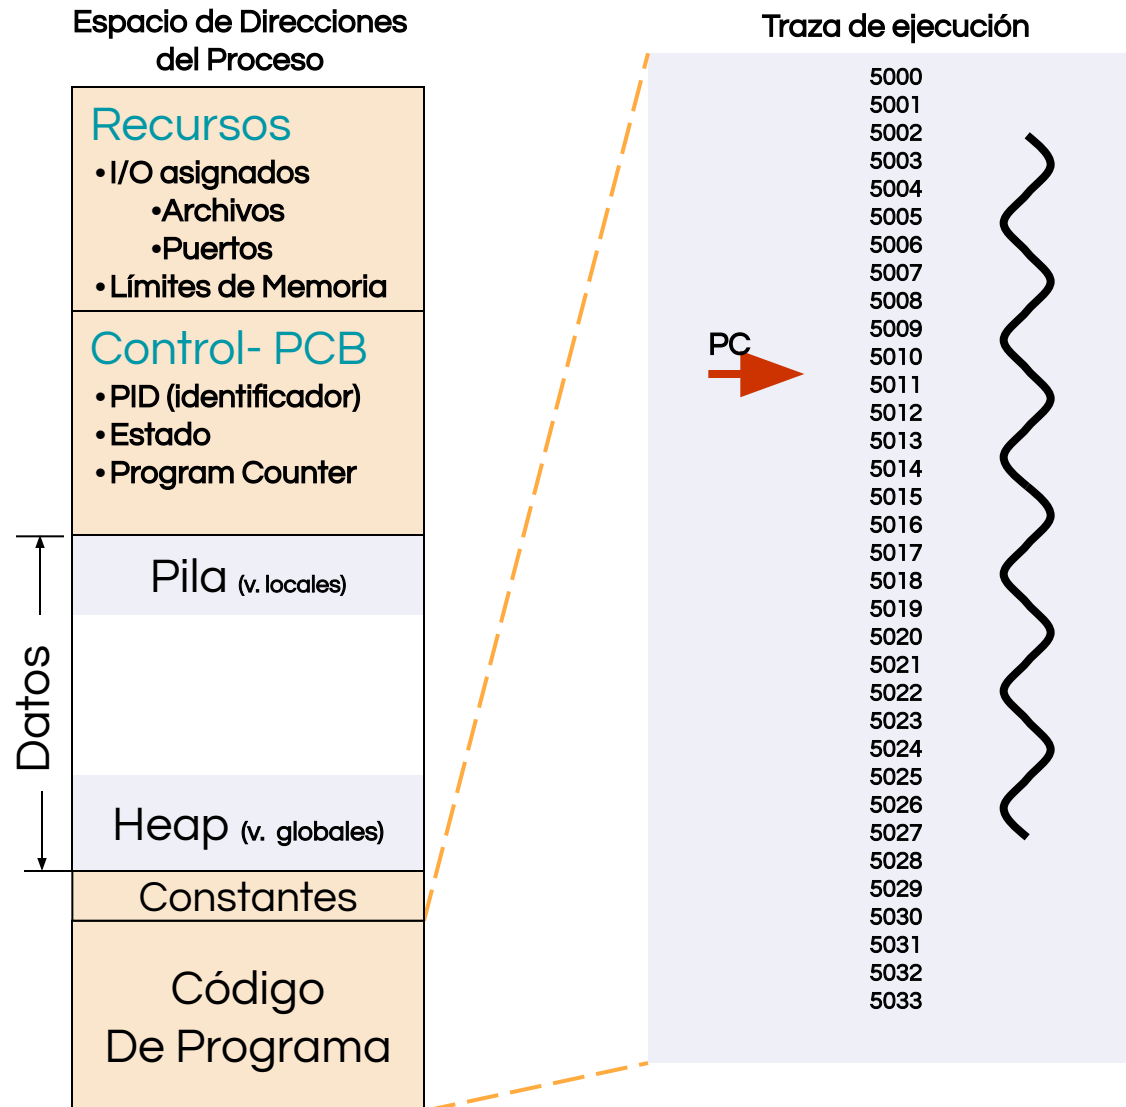 Espacio de Direcciones
del Proceso
Recursos
•I/O asignados
•Archivos
•Puertos
•Límites de Memoria
Control- PCB
•PID (identificador)
•Estado
•Program Counter
Datos
Pila (v. locales)
Heap (v. globales)
Constantes
Código
De Programa
Traza de ejecución
PC
5000
5001
5002
5003
5004
5005
5006
5007
5008
5009
5010
5011
5012
5013
5014
5015
5016
5017
5018
5019
5020
5021
5022
5023
5024
5025
5026
5027
5028
5029
5030
5031
5032
5033